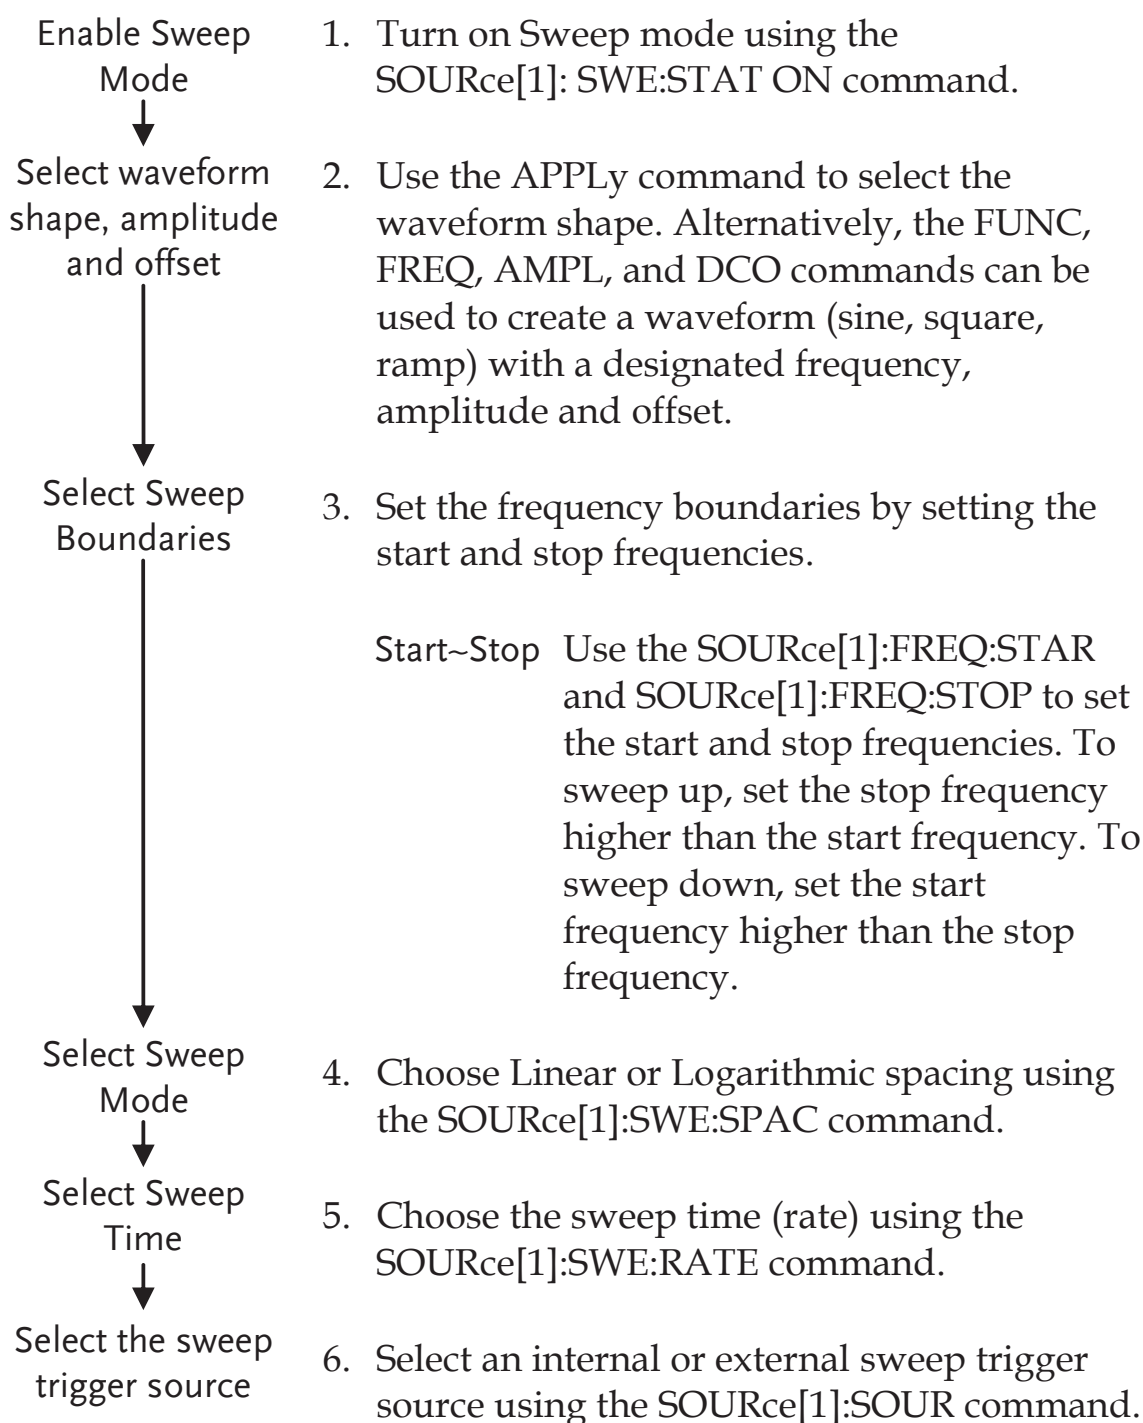 Enable Sweep
Mode
1. Turn on Sweep mode using the
SOURce[1]: SWE:STAT ON command.
Select waveform
shape, amplitude
and offset
2. Use the APPLy command to select the
waveform shape. Alternatively, the FUNC,
FREQ, AMPL, and DCO commands can be
used to create a waveform (sine, square,
ramp) with a designated frequency,
amplitude and offset.
Select Sweep
Boundaries
3. Set the frequency boundaries by setting the
start and stop frequencies.
Start~Stop Use the SOURce[1]:FREQ:STAR
and SOURce[1]:FREQ:STOP to set
the start and stop frequencies. To
sweep up, set the stop frequency
higher than the start frequency. To
sweep down, set the start
frequency higher than the stop
frequency.
Select Sweep
Mode
4. Choose Linear or Logarithmic spacing using
the SOURce[1]:SWE:SPAC command.
Select Sweep
Time
5. Choose the sweep time (rate) using the
SOURce[1]:SWE:RATE command.
Select the sweep
trigger source
6. Select an internal or external sweep trigger
source using the SOURce[1]:SOUR command.